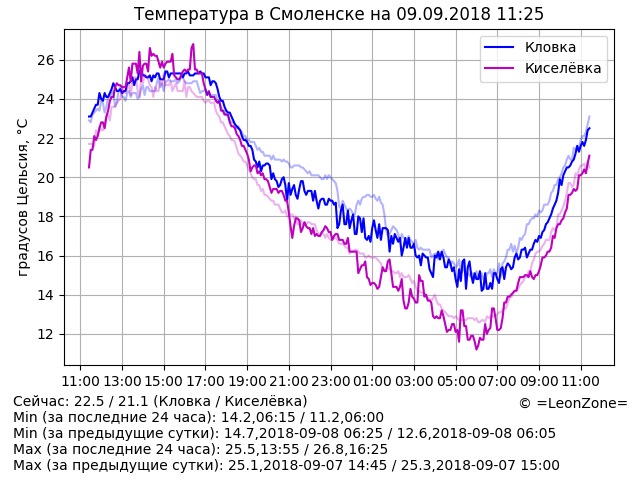 Температура в Смоленске на 09.09.2018 11:25
Кловка
Киселёвка
градусов Цельсия, °C
26
24
22
20
18
16
14
12
11:00 13:00 15:00 17:00 19:00 21:00 23:00 01:00 03:00 05:00 07:00 09:00 11:00
Сейчас: 22.5 / 21.1 (Кловка / Киселёвка)
© =LeonZone=
Min (за последние 24 часа): 14.2,06:15 / 11.2,06:00
Min (за предыдущие сутки): 14.7,2018-09-08 06:25 / 12.6,2018-09-08 06:05
Max (за последние 24 часа): 25.5,13:55 / 26.8,16:25
Max (за предыдущие сутки): 25.1,2018-09-07 14:45 / 25.3,2018-09-07 15:00